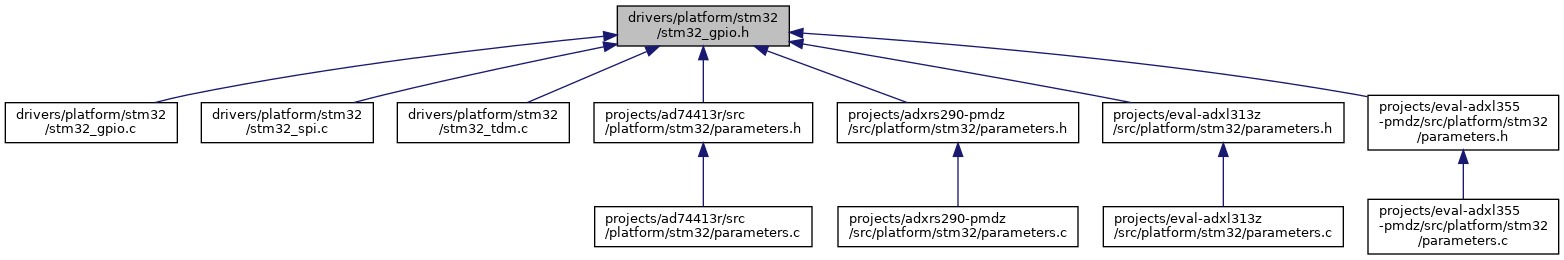 drivers/platform/stm32
/stm32_gpio.h
drivers/platform/stm32
/stm32_gpio.c
drivers/platform/stm32
/stm32_spi.c
drivers/platform/stm32
/stm32_tdm.c
projects/ad74413r/src
/platform/stm32/parameters.h
projects/adxrs290-pmdz
/src/platform/stm32/parameters.h
projects/eval-adxl313z
/src/platform/stm32/parameters.h
projects/eval-adxl355
-pmdz/src/platform/stm32
/parameters.h
projects/ad74413r/src
/platform/stm32/parameters.c
projects/adxrs290-pmdz
/src/platform/stm32/parameters.c
projects/eval-adxl313z
/src/platform/stm32/parameters.c
projects/eval-adxl355
-pmdz/src/platform/stm32
/parameters.c